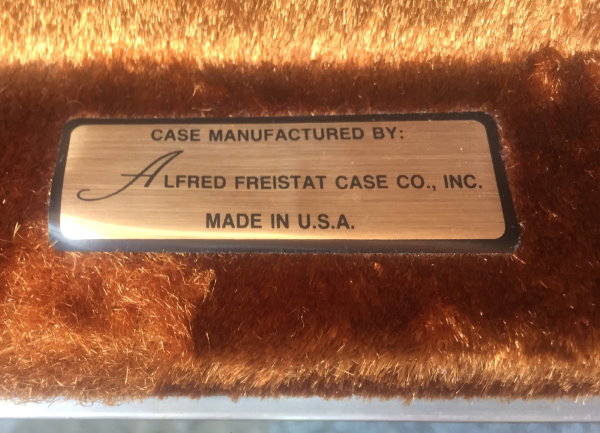 CASE MANUFACTURED BY:
ALFRED FREISTAT CASE CO., INC.
MADE IN U.S.A.